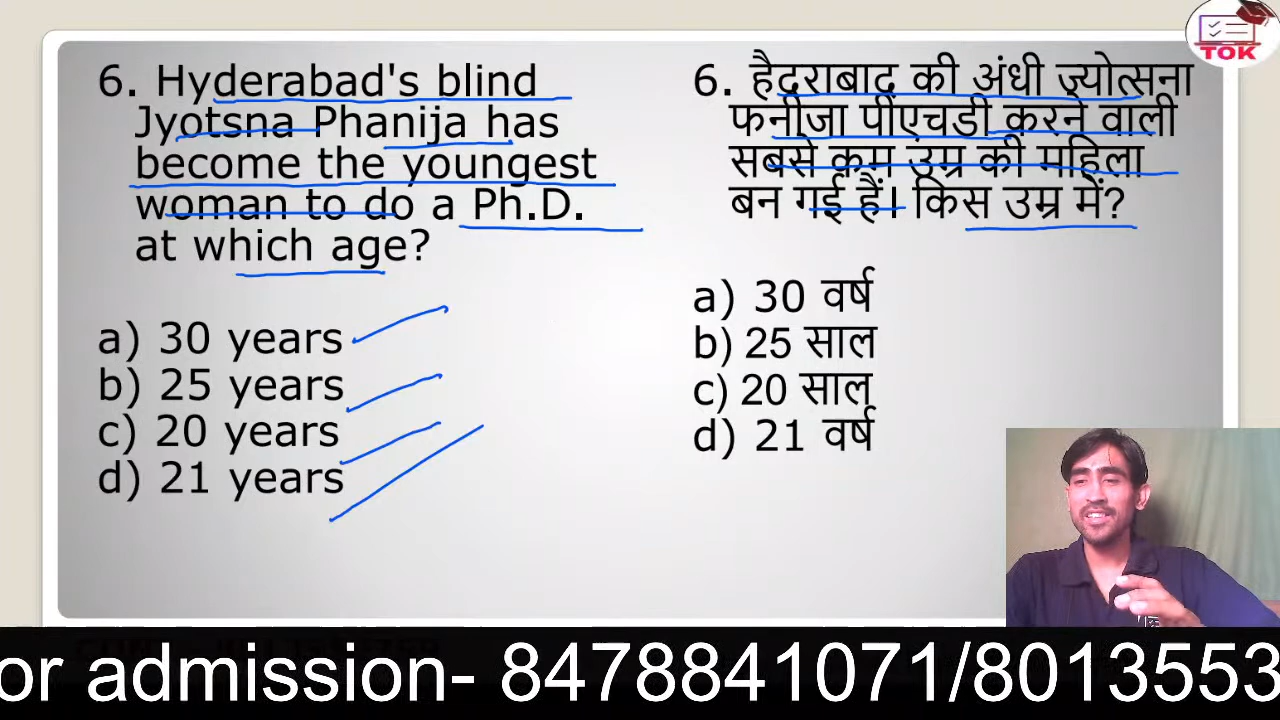 6. Hyderabad's blind
Jyotsna Phanija has
become the youngest
woman to do a Ph.D.
at which age?
a) 30 years
b) 25 years
c) 20 years
d) 21 years
6. हैदराबाद की अंधी ज्योत्सना
फनीजा पीएचडी करने वाली
सबसे कम उम्र की महिला
बन गई हैं। किस उम्र में?
a) 30 वर्ष
b) 25 साल
c) 20 साल
d) 21 वर्ष
TOK
or admission- 8478841071/8013553